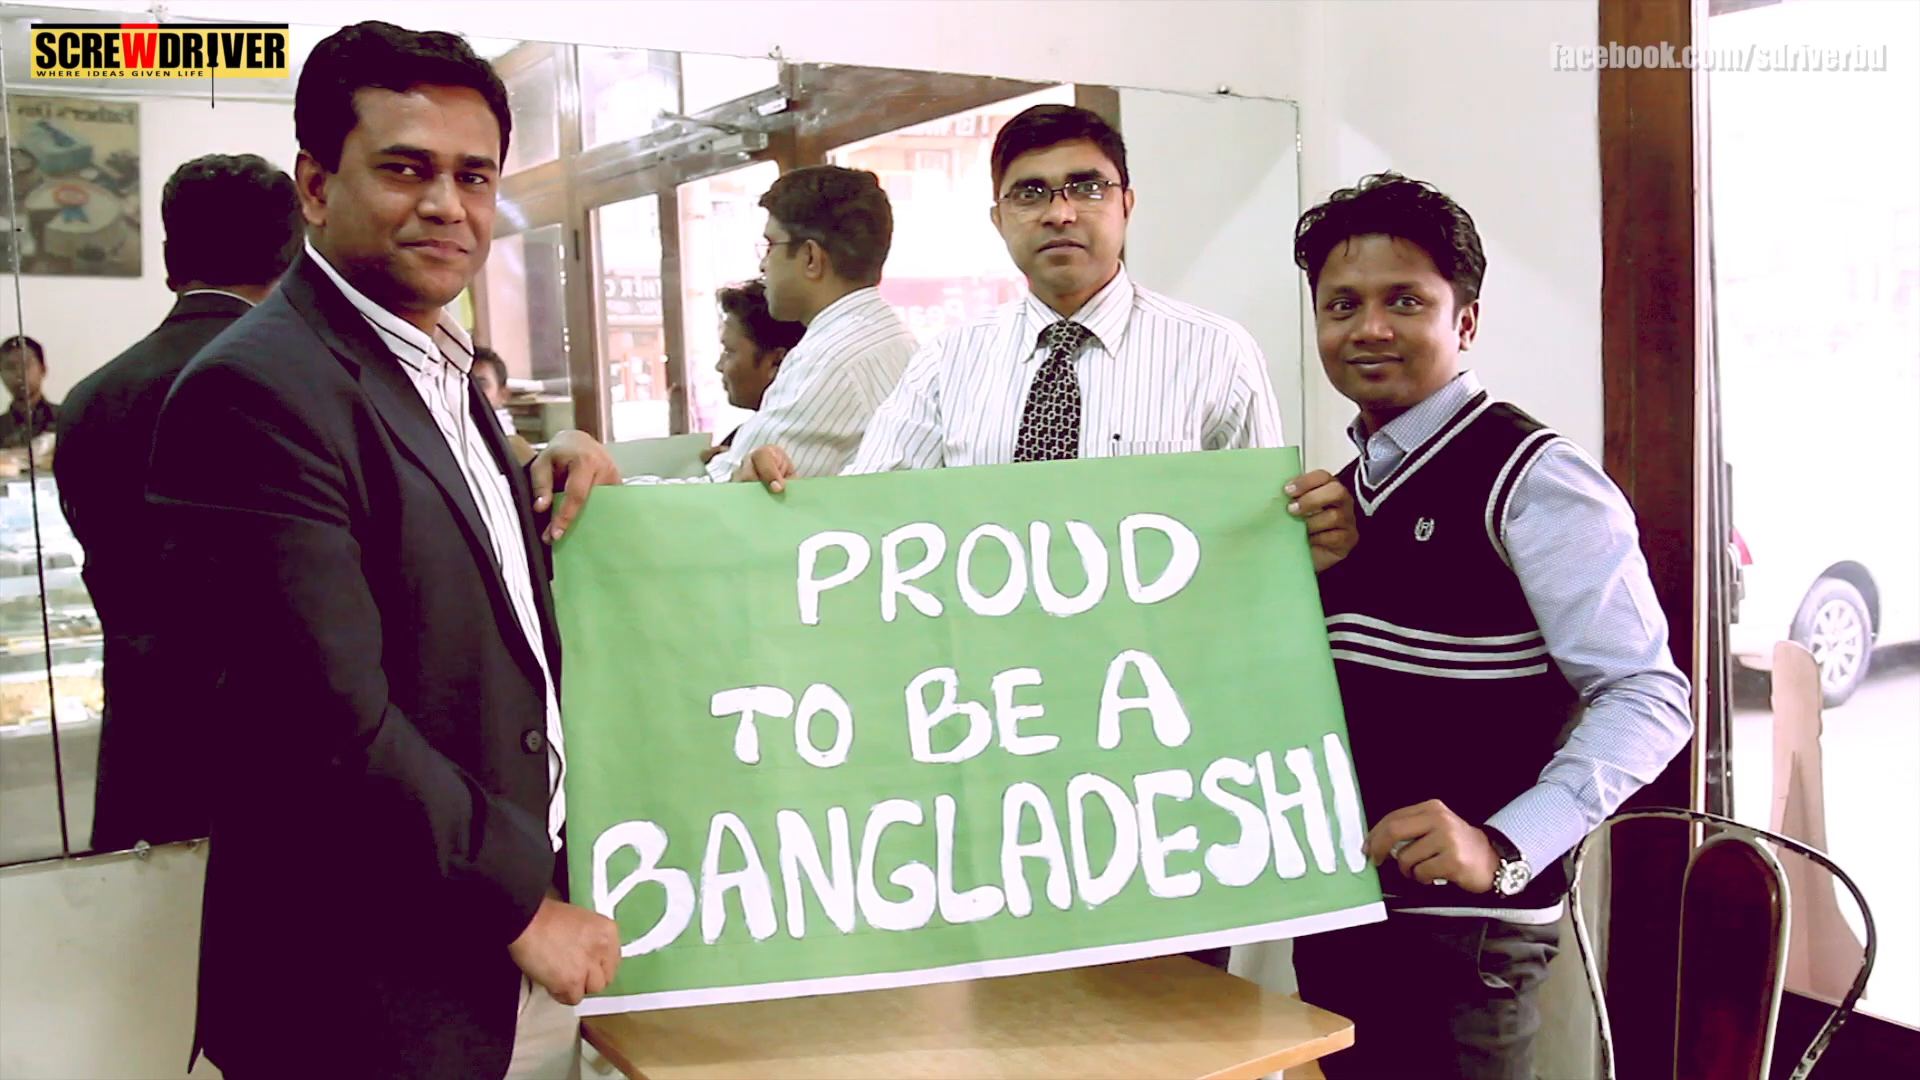 SCREWDRIVER
WHERE IDEAS GIVEN LIFE
facebook.com/sdriverbd
PROUD
TO BE A
BANGLADESHI